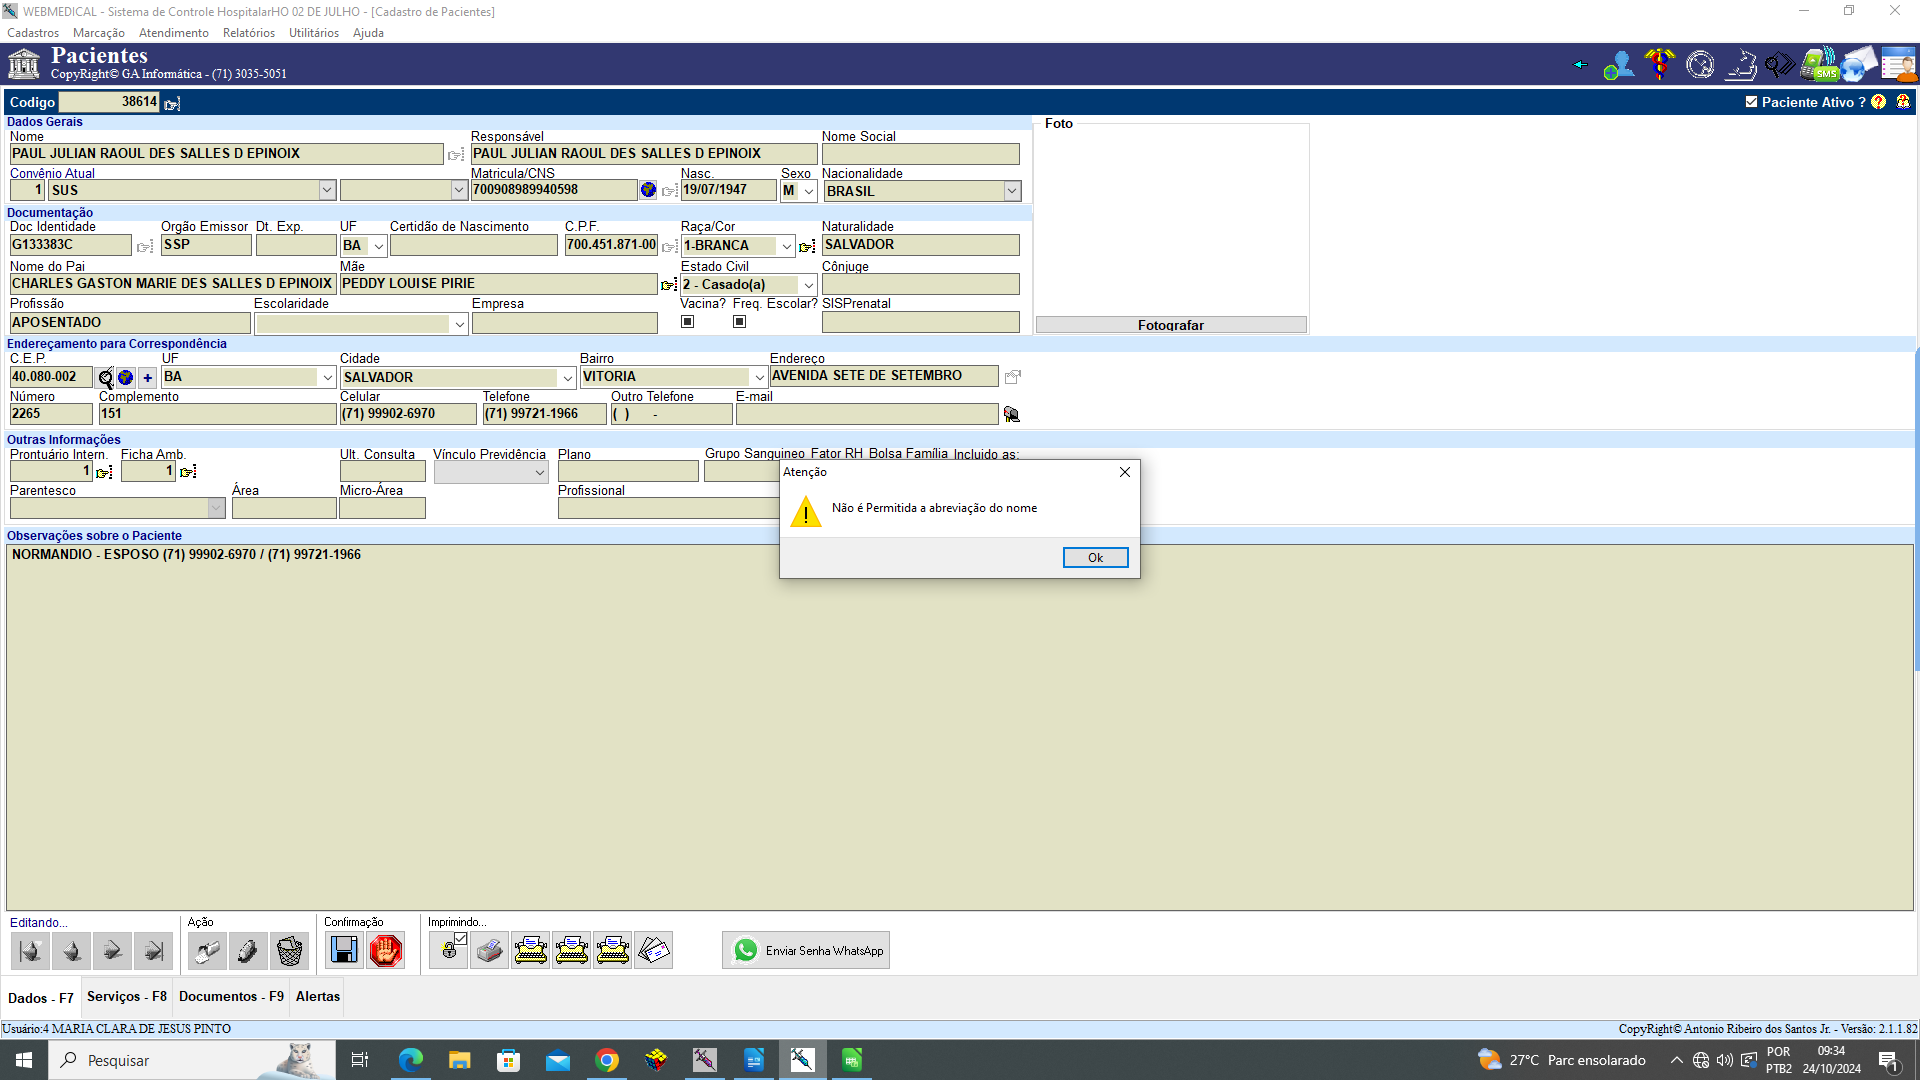 WEBMEDICAL - Sistema de Controle HospitalarHO 02 DE JULHO - [Cadastro de Pacientes]
Cadastros Marcação Atendimento Relatórios Utilitários Ajuda
Pacientes
CopyRight© GA Informática - (71) 3035-5051
SMS
Codigo 38614 Paciente Ativo ?
Dados Gerais Foto
Nome Responsável Nome Social
PAUL JULIAN RAOUL DES SALLES D EPINOIX PAUL JULIAN RAOUL DES SALLES D EPINOIX
Convênio Atual Matricula/CNS Nasc. Sexo Nacionalidade
1 SUS 700908989940598 19/07/1947 M BRASIL
Documentação
Doc Identidade Orgão Emissor Dt. Exp. UF Certidão de Nascimento C.P.F. Raça/Cor Naturalidade
G133383C SSP BA 700.451.871-00 1-BRANCA SALVADOR
Nome do Pai Mãe Estado Civil Cônjuge
CHARLES GASTON MARIE DES SALLES D EPINOIX PEDDY LOUISE PIRIE 2 - Casado(a)
Profissão Escolaridade Empresa Vacina? Freq. Escolar? SISPrenatal
APOSENTADO
Fotografar
Endereçamento para Correspondência
C.E.P. UF Cidade Bairro Endereço
40.080-002 + BA SALVADOR VITORIA AVENIDA SETE DE SETEMBRO
Número Complemento Celular Telefone Outro Telefone E-mail
2265 151 (71) 99902-6970 (71) 99721-1966 ( ) -
Outras Informações
Prontuário Intern. Ficha Amb. Ult. Consulta Vínculo Previdência Plano Grupo Sanguineo Fator RH Bolsa Família Incluido as:
1 1
Parentesco Área Micro-Área Profissional
Atenção
Não é Permitida a abreviação do nome
Ok
Observações sobre o Paciente
NORMANDIO - ESPOSO (71) 99902-6970 / (71) 99721-1966
Editando... Ação Confirmação Imprimindo...
Enviar Senha WhatsApp
Dados - F7 Serviços - F8 Documentos - F9 Alertas
Usuário:4 MARIA CLARA DE JESUS PINTO CopyRight© Antonio Ribeiro dos Santos Jr. - Versão: 2.1.1.82
Pesquisar 27°C Parc ensolarado POR 09:34
PTB2 24/10/2024 1